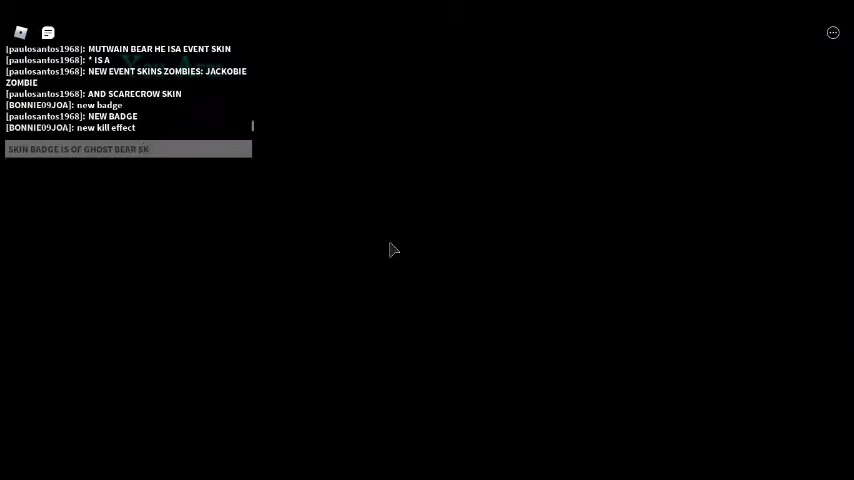 [paulosantos1968]: MUTWAIN BEAR HE ISA EVENT SKIN
[paulosantos1968]: * IS A
[paulosantos1968]: NEW EVENT SKINS ZOMBIES: JACKOBIE
ZOMBIE
[paulosantos1968]: AND SCARECROW SKIN
[BONNIE09JOA]: new badge
[paulosantos1968]: NEW BADGE
[BONNIE09JOA]: new kill effect
SKIN BADGE IS OF GHOST BEAR SK